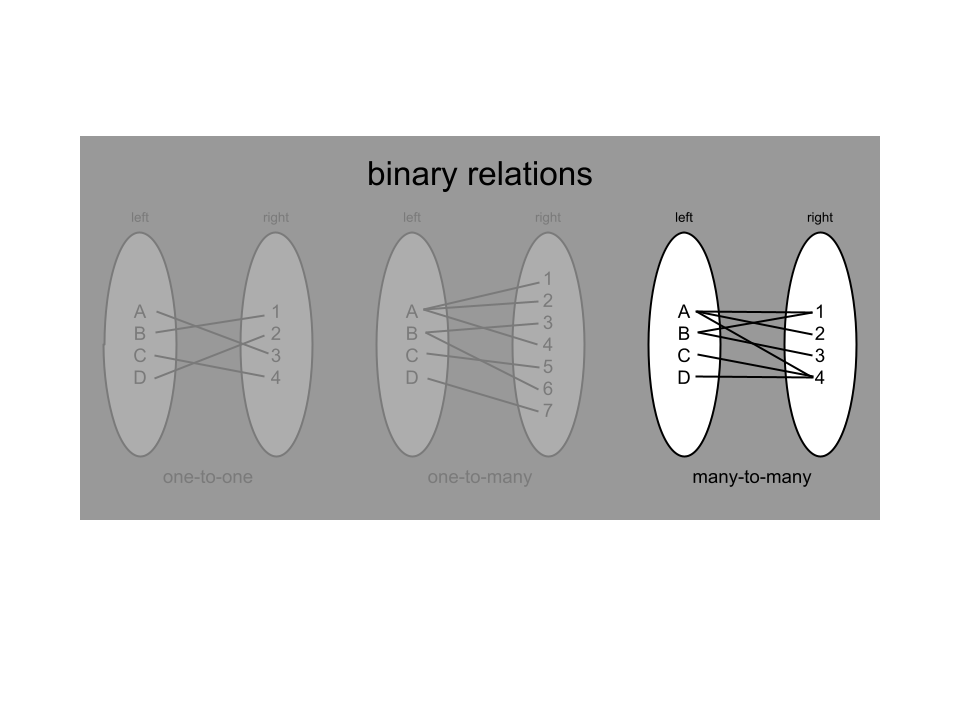 binary relations
left right left right left right
A
B
C
D
1
2
3
4
A
B
C
D
1
2
3
4
5
6
7
A
B
C
D
1
2
3
4
one-to-one one-to-many many-to-many